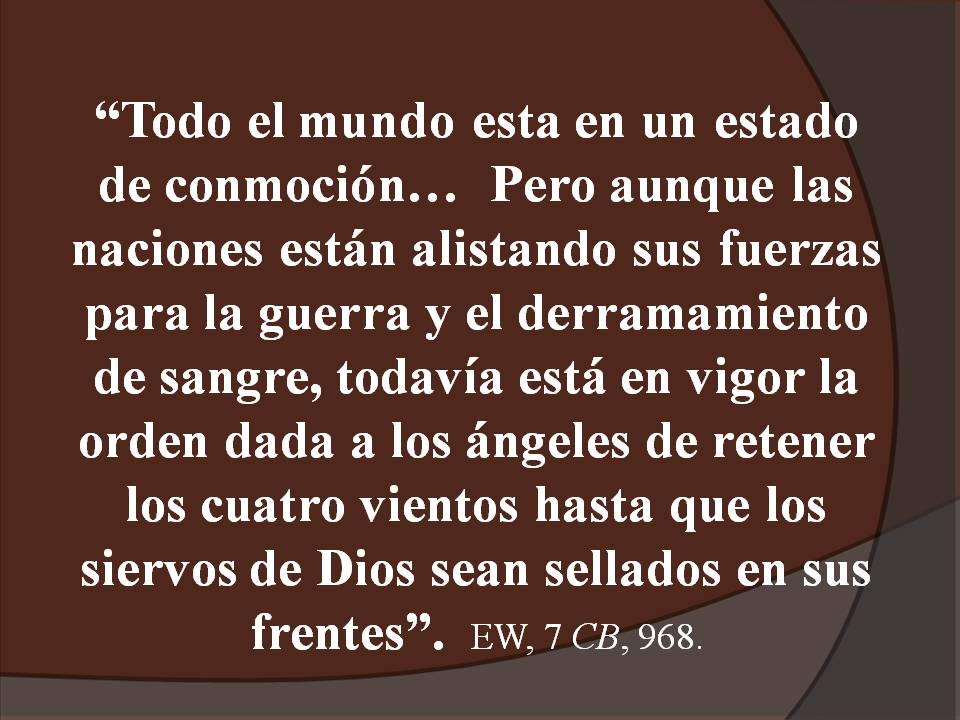 “Todo el mundo esta en un estado
de conmoción… Pero aunque las
naciones están alistando sus fuerzas
para la guerra y el derramamiento
de sangre, todavía está en vigor la
orden dada a los ángeles de retener
los cuatro vientos hasta que los
siervos de Dios sean sellados en sus
frentes”. EW, 7 CB, 968.